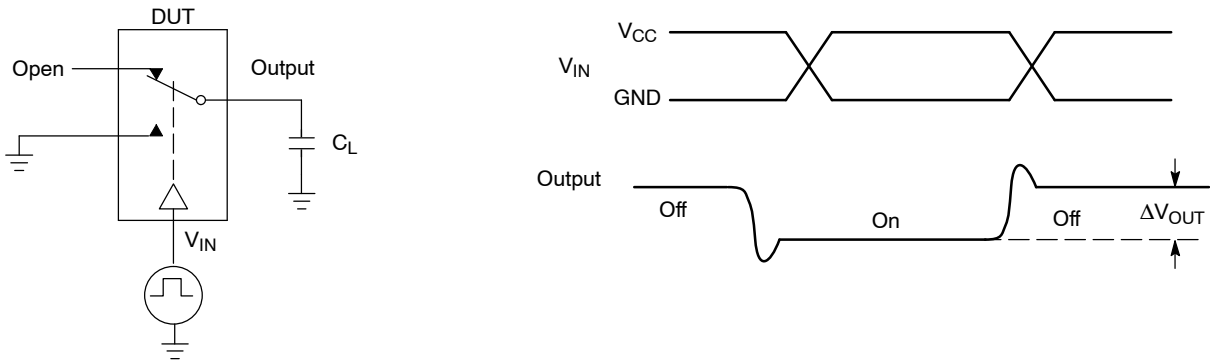 DUT
Open
Output
C_L
V_IN
V_CC
V_IN
GND
Output
Off
On
Off
ΔV_OUT